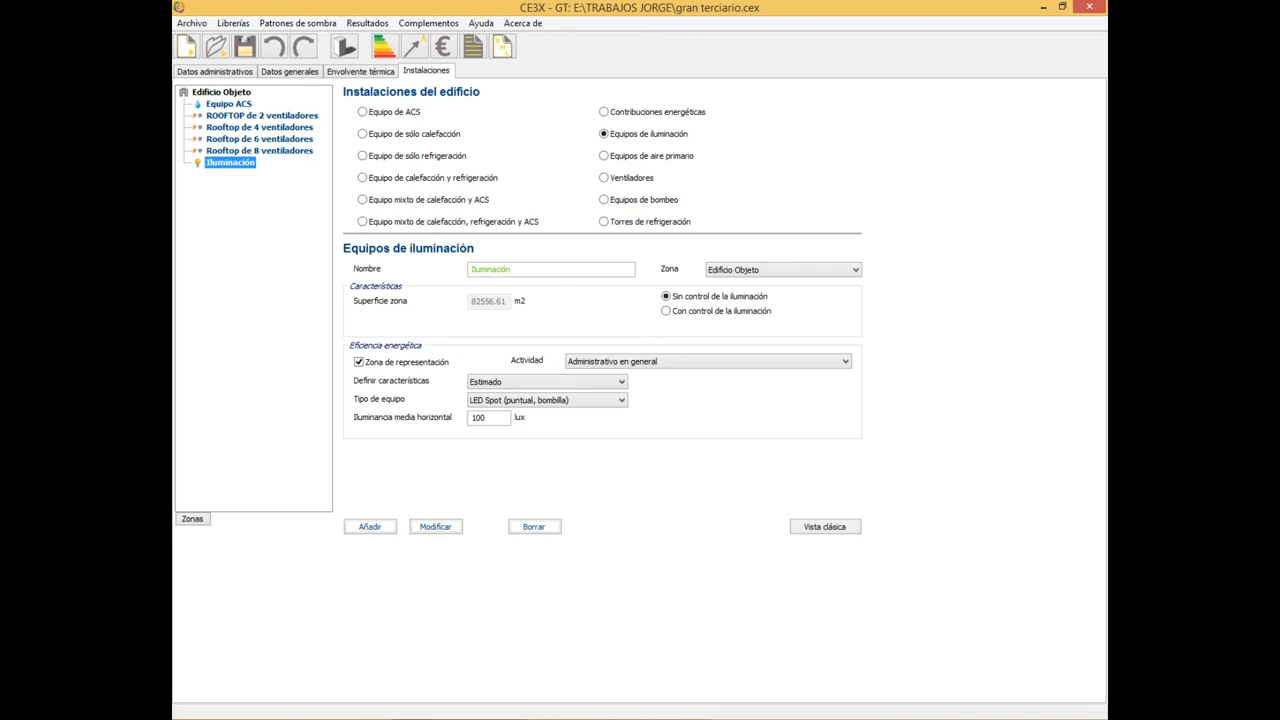 CE3X - GT: E:\TRABAJOS JORGE\gran terciario.cex
Archivo Librerías Patrones de sombra Resultados Complementos Ayuda Acerca de
Datos administrativos Datos generales Envolvente térmica Instalaciones
Edificio Objeto
Equipo ACS
ROOFTOP de 2 ventiladores
Rooftop de 4 ventiladores
Rooftop de 6 ventiladores
Rooftop de 8 ventiladores
Iluminación
Zonas
Instalaciones del edificio
Equipo de ACS Contribuciones energéticas
Equipo de sólo calefacción Equipos de iluminación
Equipo de sólo refrigeración Equipos de aire primario
Equipo de calefacción y refrigeración Ventiladores
Equipo mixto de calefacción y ACS Equipos de bombeo
Equipo mixto de calefacción, refrigeración y ACS Torres de refrigeración
Equipos de iluminación
Nombre Iluminación Zona Edificio Objeto
Características
Superficie zona 82556.61 m2 Sin control de la iluminación
Con control de la iluminación
Eficiencia energética
Zona de representación Actividad Administrativo en general
Definir características Estimado
Tipo de equipo LED Spot (puntual, bombilla)
Iluminancia media horizontal 100 lux
Añadir Modificar Borrar Vista clásica